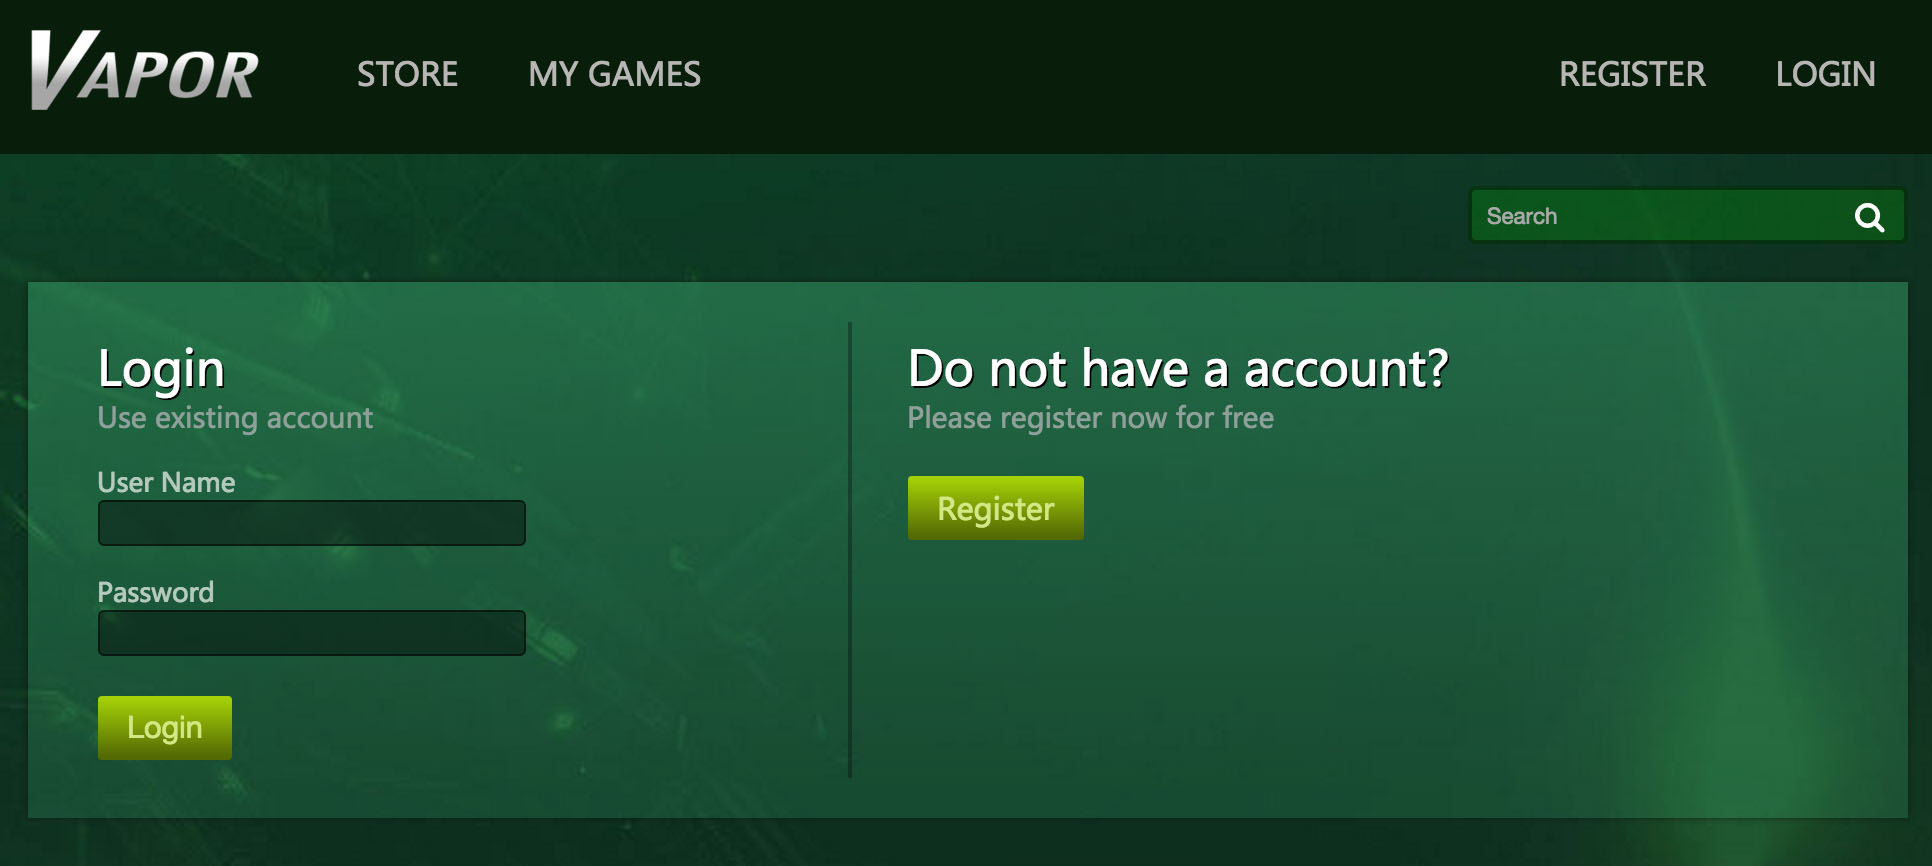 VAPOR
STORE
MY GAMES
REGISTER
LOGIN
Search
Login
Use existing account
User Name
Password
Login
Do not have a account?
Please register now for free
Register